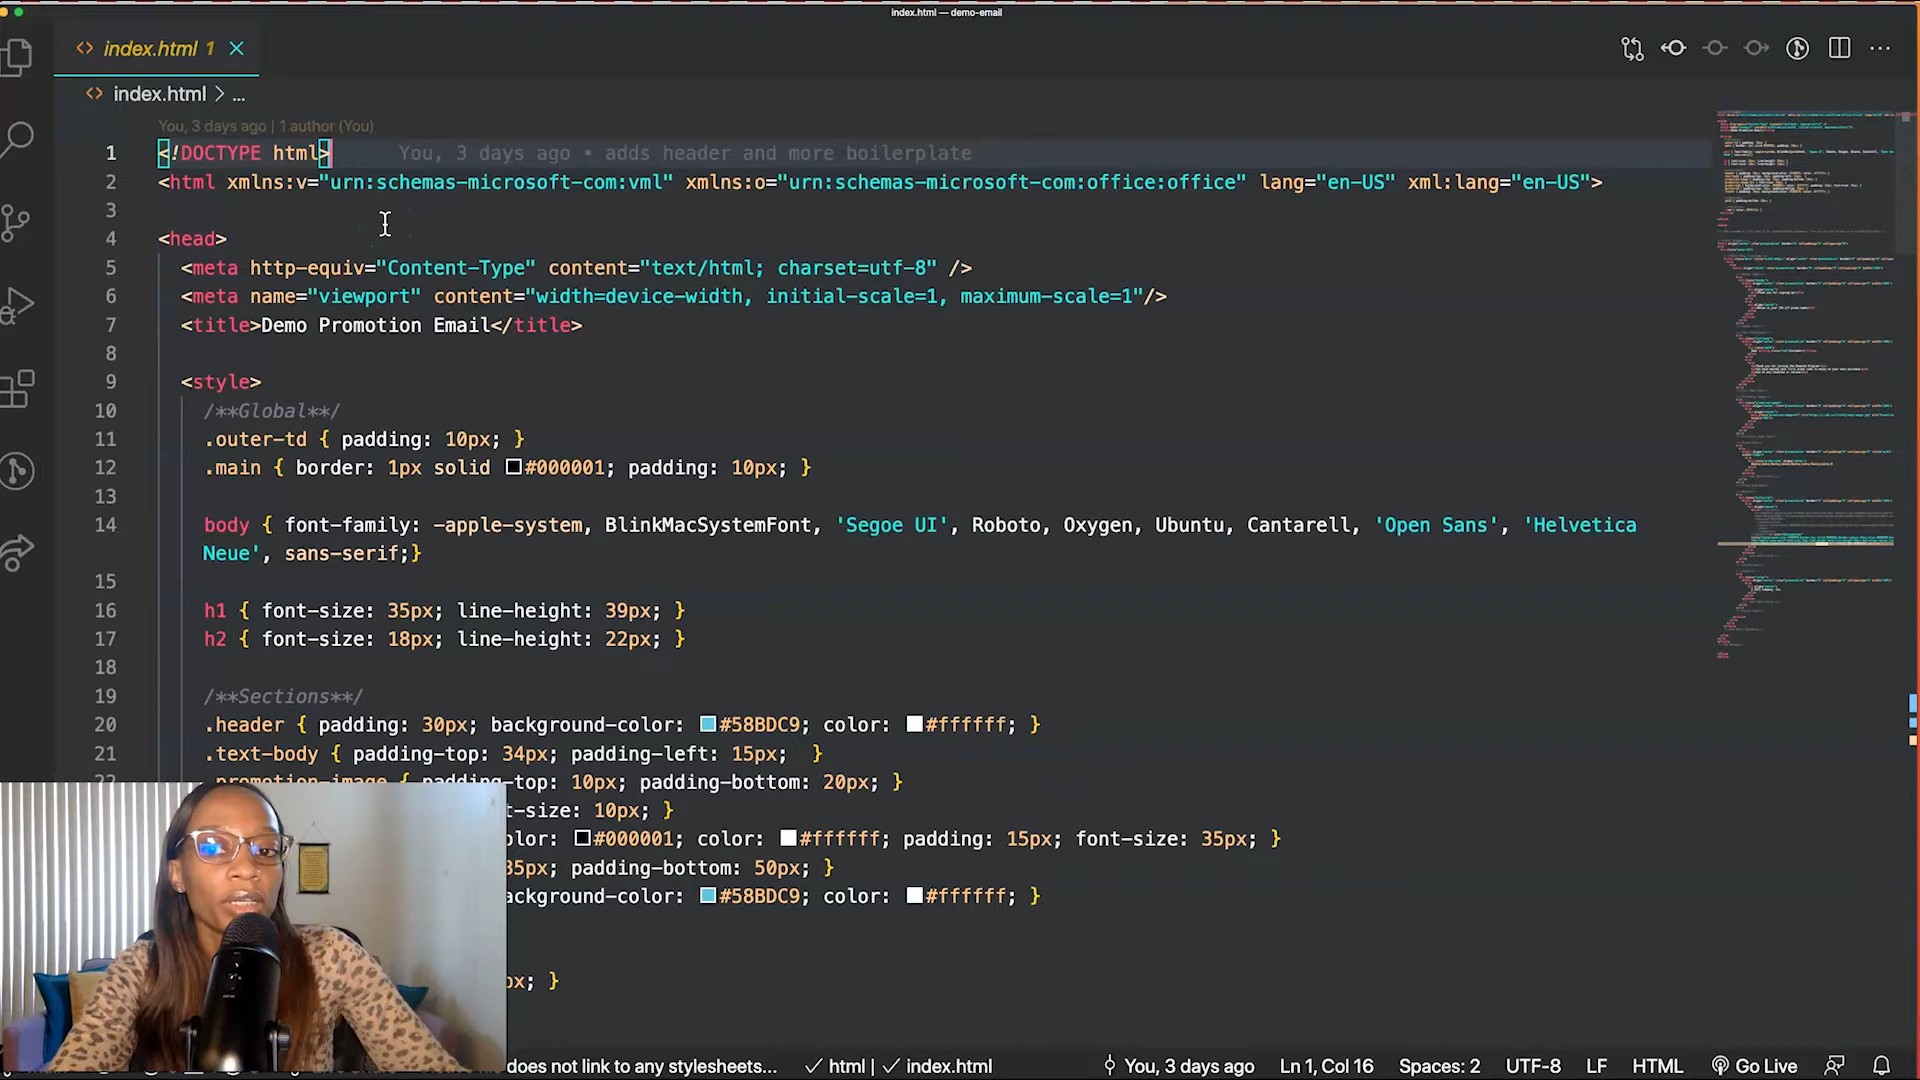 index.html — demo-email
index.html 1
index.html > ...
You, 3 days ago | 1 author (You)
1 <!DOCTYPE html> You, 3 days ago • adds header and more boilerplate
2 <html xmlns:v="urn:schemas-microsoft-com:vml" xmlns:o="urn:schemas-microsoft-com:office:office" lang="en-US" xml:lang="en-US">
3
4 <head>
5 <meta http-equiv="Content-Type" content="text/html; charset=utf-8" />
6 <meta name="viewport" content="width=device-width, initial-scale=1, maximum-scale=1"/>
7 <title>Demo Promotion Email</title>
8
9 <style>
10 /**Global**/
11 .outer-td { padding: 10px; }
12 .main { border: 1px solid #000001; padding: 10px; }
13
14 body { font-family: -apple-system, BlinkMacSystemFont, 'Segoe UI', Roboto, Oxygen, Ubuntu, Cantarell, 'Open Sans', 'Helvetica
Neue', sans-serif;}
15
16 h1 { font-size: 35px; line-height: 39px; }
17 h2 { font-size: 18px; line-height: 22px; }
18
19 /**Sections**/
20 .header { padding: 30px; background-color: #58BDC9; color: #ffffff; }
21 .text-body { padding-top: 34px; padding-left: 15px; }
22 .promotion-image { padding-top: 10px; padding-bottom: 20px; }
t-size: 10px; }
olor: #000001; color: #ffffff; padding: 15px; font-size: 35px; }
35px; padding-bottom: 50px; }
ackground-color: #58BDC9; color: #ffffff; }
px; }
does not link to any stylesheets... html | index.html You, 3 days ago Ln 1, Col 16 Spaces: 2 UTF-8 LF HTML Go Live